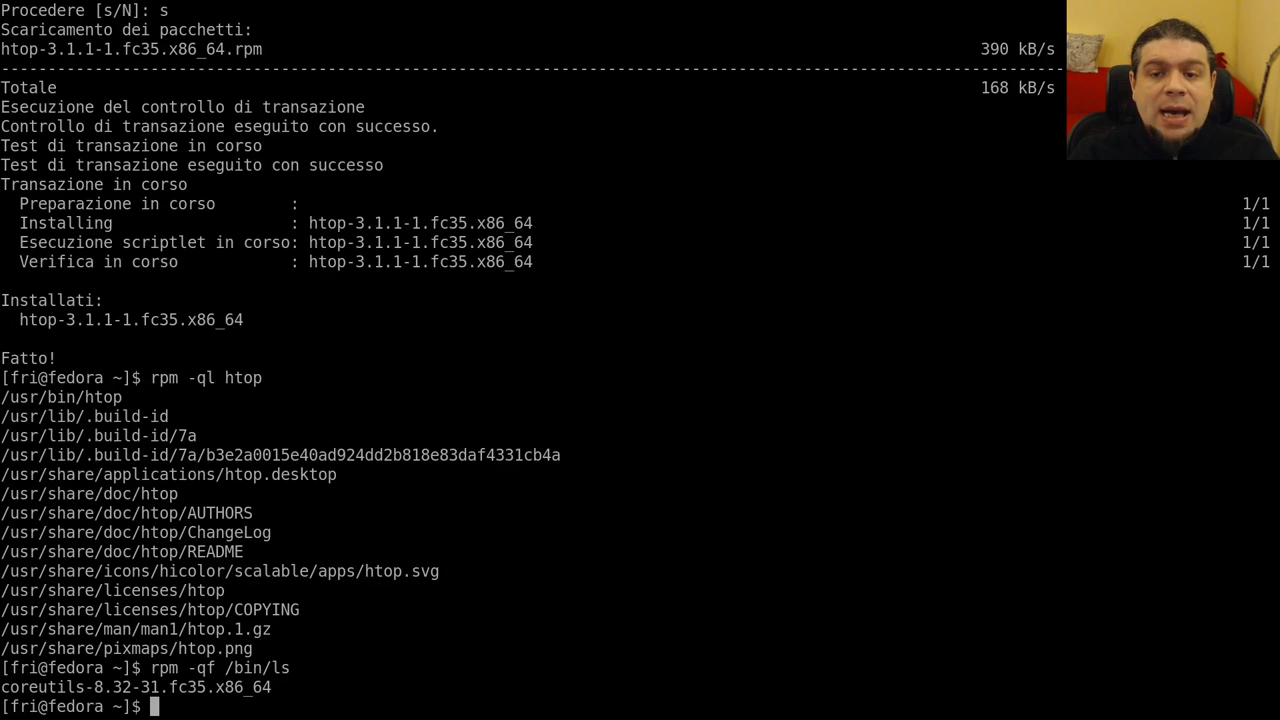 Procedere [s/N]: s
Scaricamento dei pacchetti:
htop-3.1.1-1.fc35.x86_64.rpm 390 kB/s
--------------------------------------------------------------------------------------------------------------------
Totale 168 kB/s
Esecuzione del controllo di transazione
Controllo di transazione eseguito con successo.
Test di transazione in corso
Test di transazione eseguito con successo
Transazione in corso
  Preparazione in corso        : 1/1
  Installing                   : htop-3.1.1-1.fc35.x86_64 1/1
  Esecuzione scriptlet in corso: htop-3.1.1-1.fc35.x86_64 1/1
  Verifica in corso            : htop-3.1.1-1.fc35.x86_64 1/1
Installati:
  htop-3.1.1-1.fc35.x86_64
Fatto!
[fri@fedora ~]$ rpm -ql htop
/usr/bin/htop
/usr/lib/.build-id
/usr/lib/.build-id/7a
/usr/lib/.build-id/7a/b3e2a0015e40ad924dd2b818e83daf4331cb4a
/usr/share/applications/htop.desktop
/usr/share/doc/htop
/usr/share/doc/htop/AUTHORS
/usr/share/doc/htop/ChangeLog
/usr/share/doc/htop/README
/usr/share/icons/hicolor/scalable/apps/htop.svg
/usr/share/licenses/htop
/usr/share/licenses/htop/COPYING
/usr/share/man/man1/htop.1.gz
/usr/share/pixmaps/htop.png
[fri@fedora ~]$ rpm -qf /bin/ls
coreutils-8.32-31.fc35.x86_64
[fri@fedora ~]$